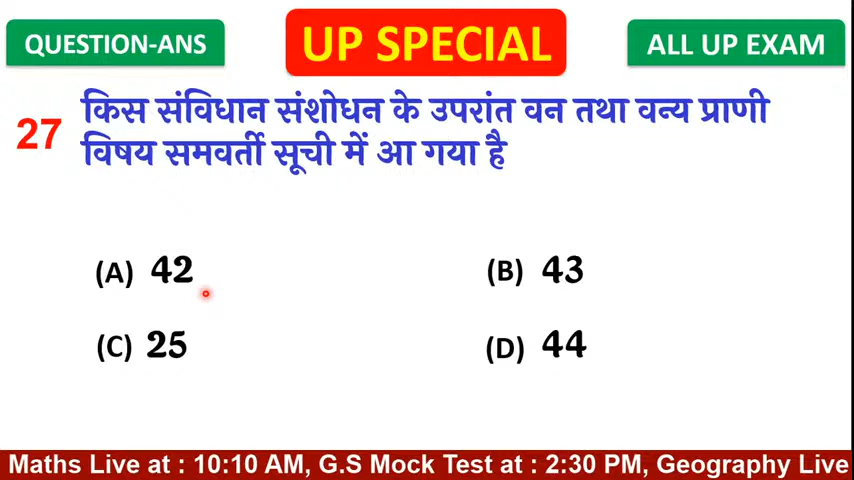 QUESTION-ANS
UP SPECIAL
ALL UP EXAM
27
किस संविधान संशोधन के उपरांत वन तथा वन्य प्राणी
विषय समवर्ती सूची में आ गया है
(A) 42
(B) 43
(C) 25
(D) 44
Maths Live at : 10:10 AM, G.S Mock Test at : 2:30 PM, Geography Live